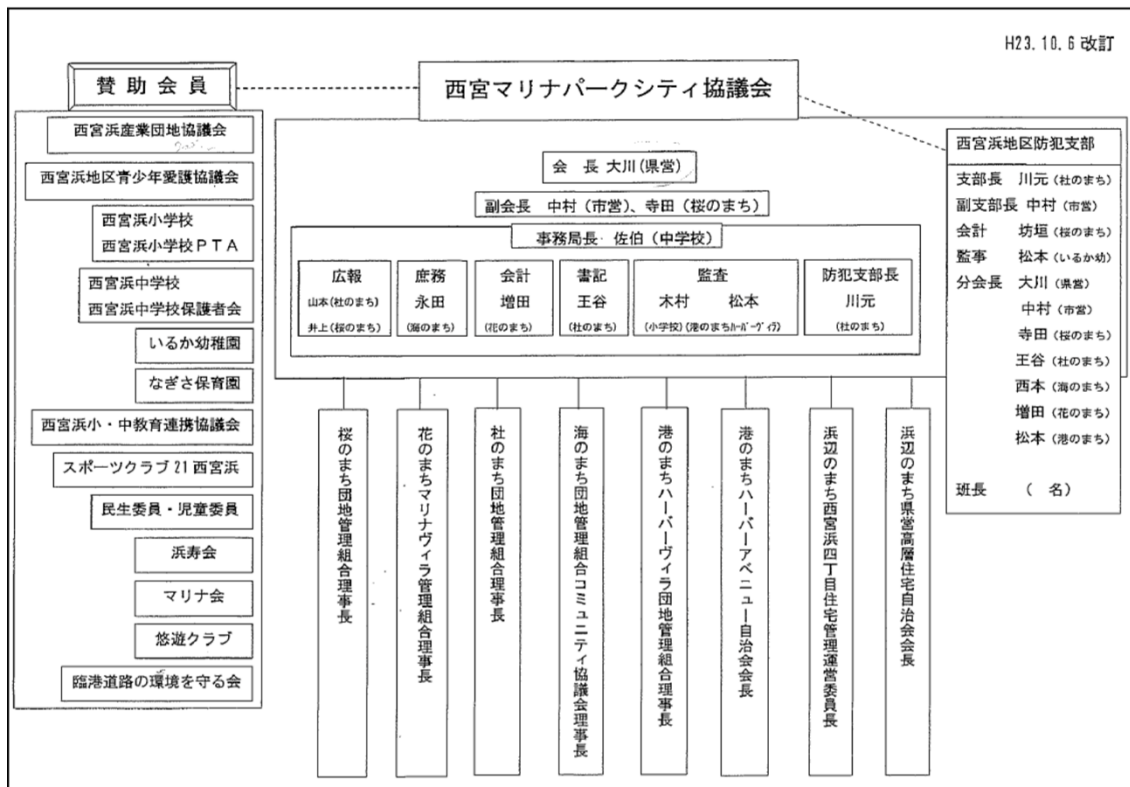 H23.10.6 改訂
賛助会員
西宮マリナパークシティ協議会
西宮浜産業団地協議会
西宮浜地区青少年愛護協議会
西宮浜小学校
西宮浜小学校PTA
西宮浜中学校
西宮浜中学校保護者会
いるか幼稚園
なぎさ保育園
西宮浜小・中教育連携協議会
スポーツクラブ21西宮浜
民生委員・児童委員
浜寿会
マリナ会
悠遊クラブ
臨港道路の環境を守る会
会 長 大川(県営)
副会長 中村(市営)、寺田(桜のまち)
事務局長 佐伯(中学校)
広報
山本(杜のまち)
井上(桜のまち)
庶務
永田
(海のまち)
会計
増田
(花のまち)
書記
王谷
(杜のまち)
監査
木村 松本
(小学校)(港のまちハーバーヴィラ)
防犯支部長
川元
(杜のまち)
西宮浜地区防犯支部
支部長 川元(杜のまち)
副支部長 中村(市営)
会計 坊垣(桜のまち)
監事 松本(いるか幼)
分会長 大川(県営)
中村(市営)
寺田(桜のまち)
王谷(杜のまち)
西本(海のまち)
増田(花のまち)
松本(港のまち)
班長 ( 名)
桜のまち団地管理組合理事長
花のまちマリナヴィラ管理組合理事長
杜のまち団地管理組合理事長
海のまち団地管理組合コミュニティ協議会理事長
港のまちハーバーヴィラ団地管理組合理事長
港のまちハーバーアベニュー自治会会長
浜辺のまち西宮浜四丁目住宅管理運営委員長
浜辺のまち県営高層住宅自治会会長